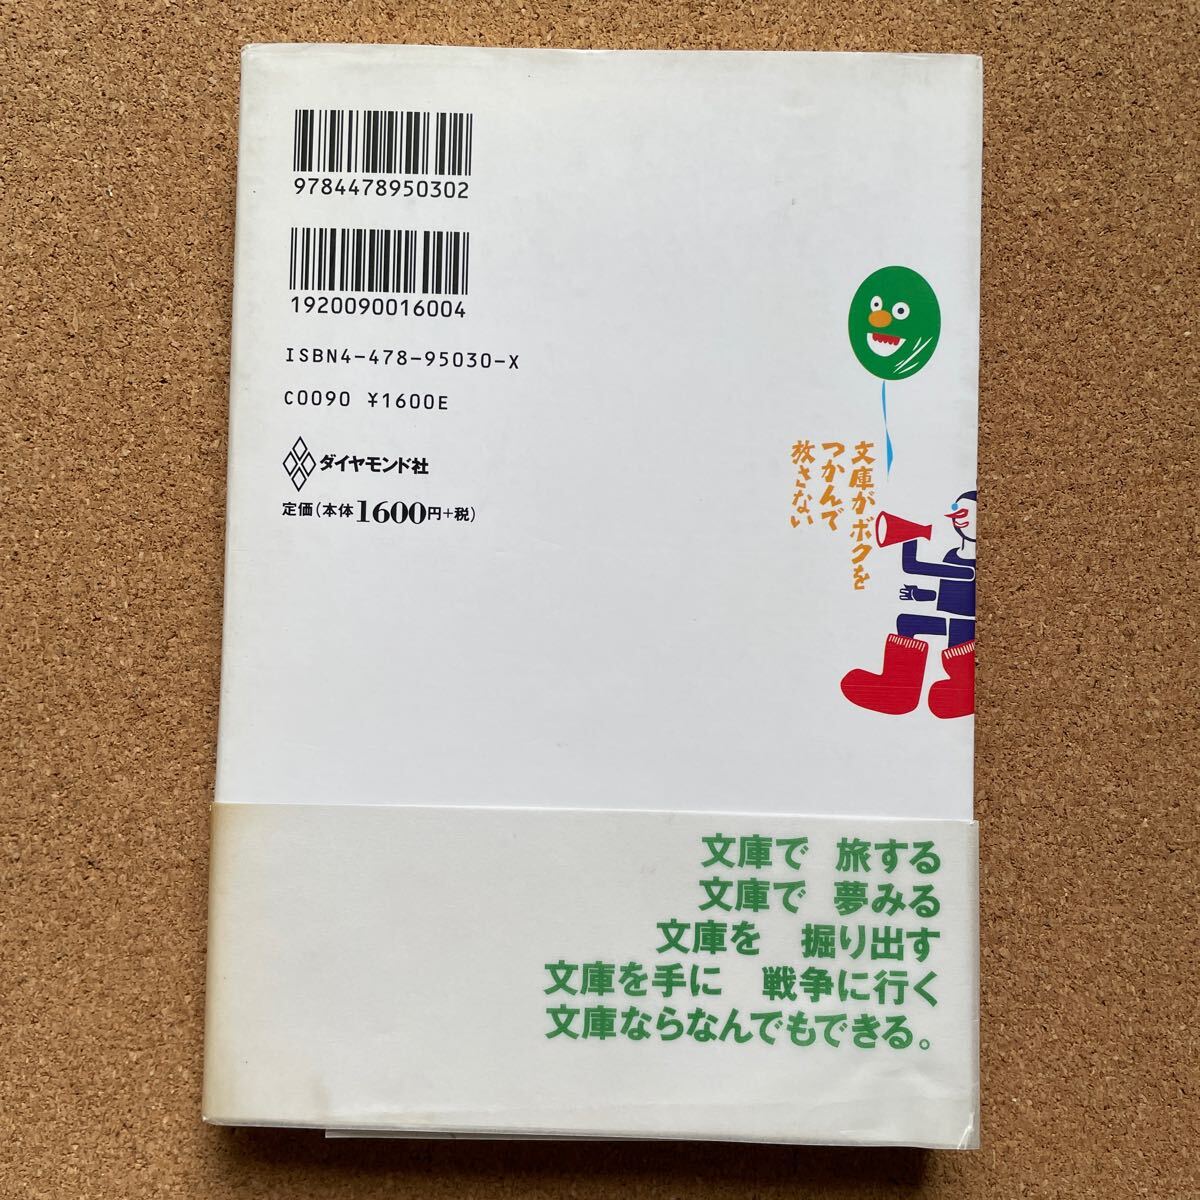 9784478950302
1920090016004
ISBN4-478-95030-X
C0090 ¥1600E
ダイヤモンド社
定価(本体1600円+税)
文庫がボクを
つかんで
放さない
文庫で 旅する
文庫で 夢みる
文庫を 掘り出す
文庫を手に 戦争に行く
文庫ならなんでもできる。